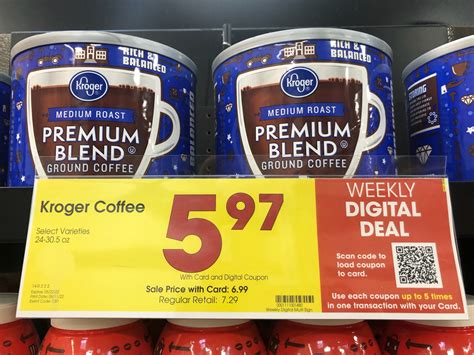 RICH &
BALANCED
Kroger
MEDIUM ROAST
PREMIUM
BLEND
GROUND COFFEE
RICH &
BALANCED
Kroger
MEDIUM ROAST
PREMIUM
BLEND
GROUND COFFEE
Kroger Coffee
Select Varieties
24-30.5 oz
5.97
With Card and Digital Coupon
Sale Price with Card: 6.99
Regular Retail: 7.29
WEEKLY
DIGITAL
DEAL
Scan code to
load coupon
to card.
Use each coupon up to 5 times
in one transaction with your Card.